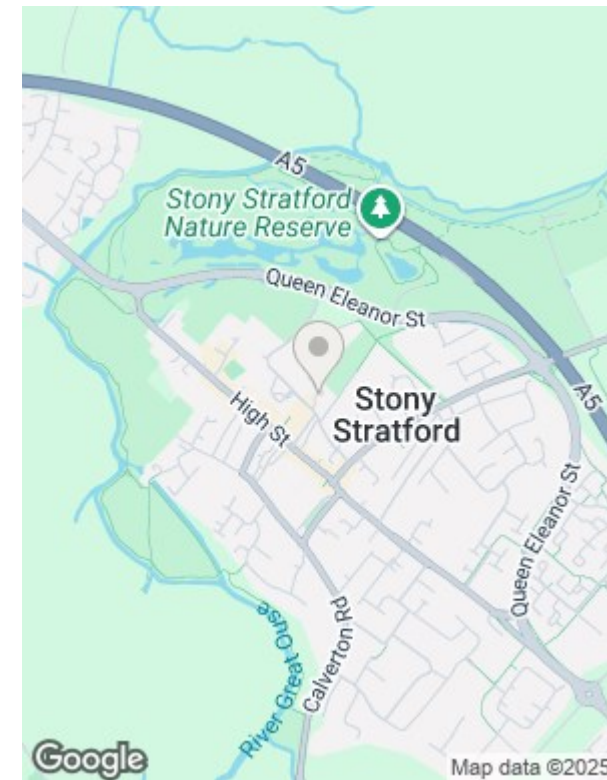 A5
Stony Stratford
Nature Reserve
Queen Eleanor St
High St
Stony
Stratford
A5
Queen Eleanor St
Calverton Rd
River Great Ouse
Google
Map data ©2025